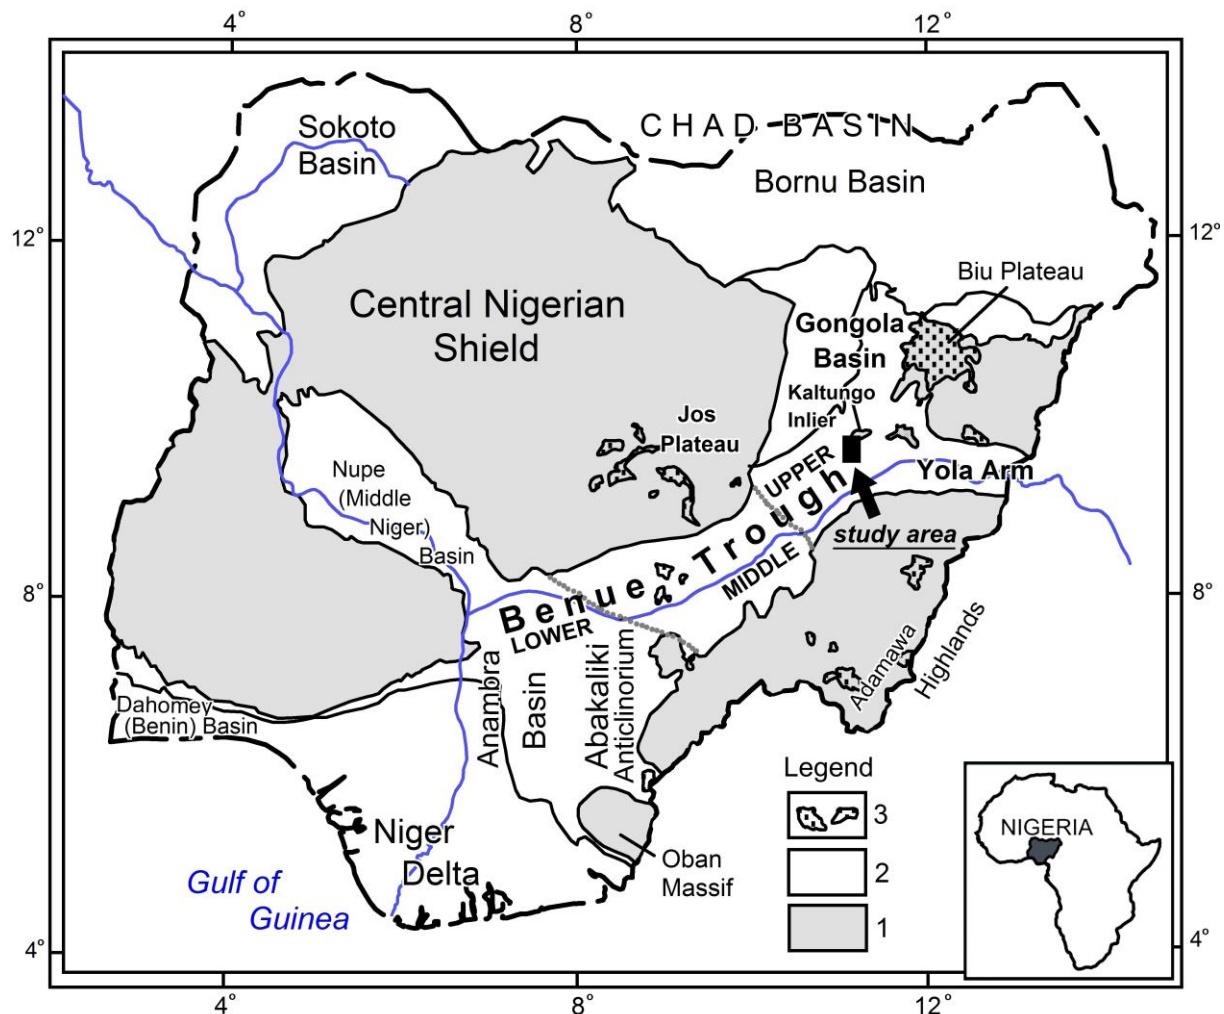 4°
8°
12°
Sokoto
Basin
CHAD BASIN
Bornu Basin
12°
12°
Biu Plateau
Central Nigerian
Shield
Gongola
Basin
Kaltungo
Inlier
Jos
Plateau
UPPER
Yola Arm
Nupe
(Middle
Niger)
Basin
study area
Benue Trough
MIDDLE
LOWER
8°
8°
Anambra
Basin
Abakaliki
Anticlinorium
Adamawa
Highlands
Dahomey
(Benin) Basin
Legend
3
2
1
NIGERIA
Niger
Delta
Oban
Massif
Gulf of
Guinea
4°
4°
4°
8°
12°